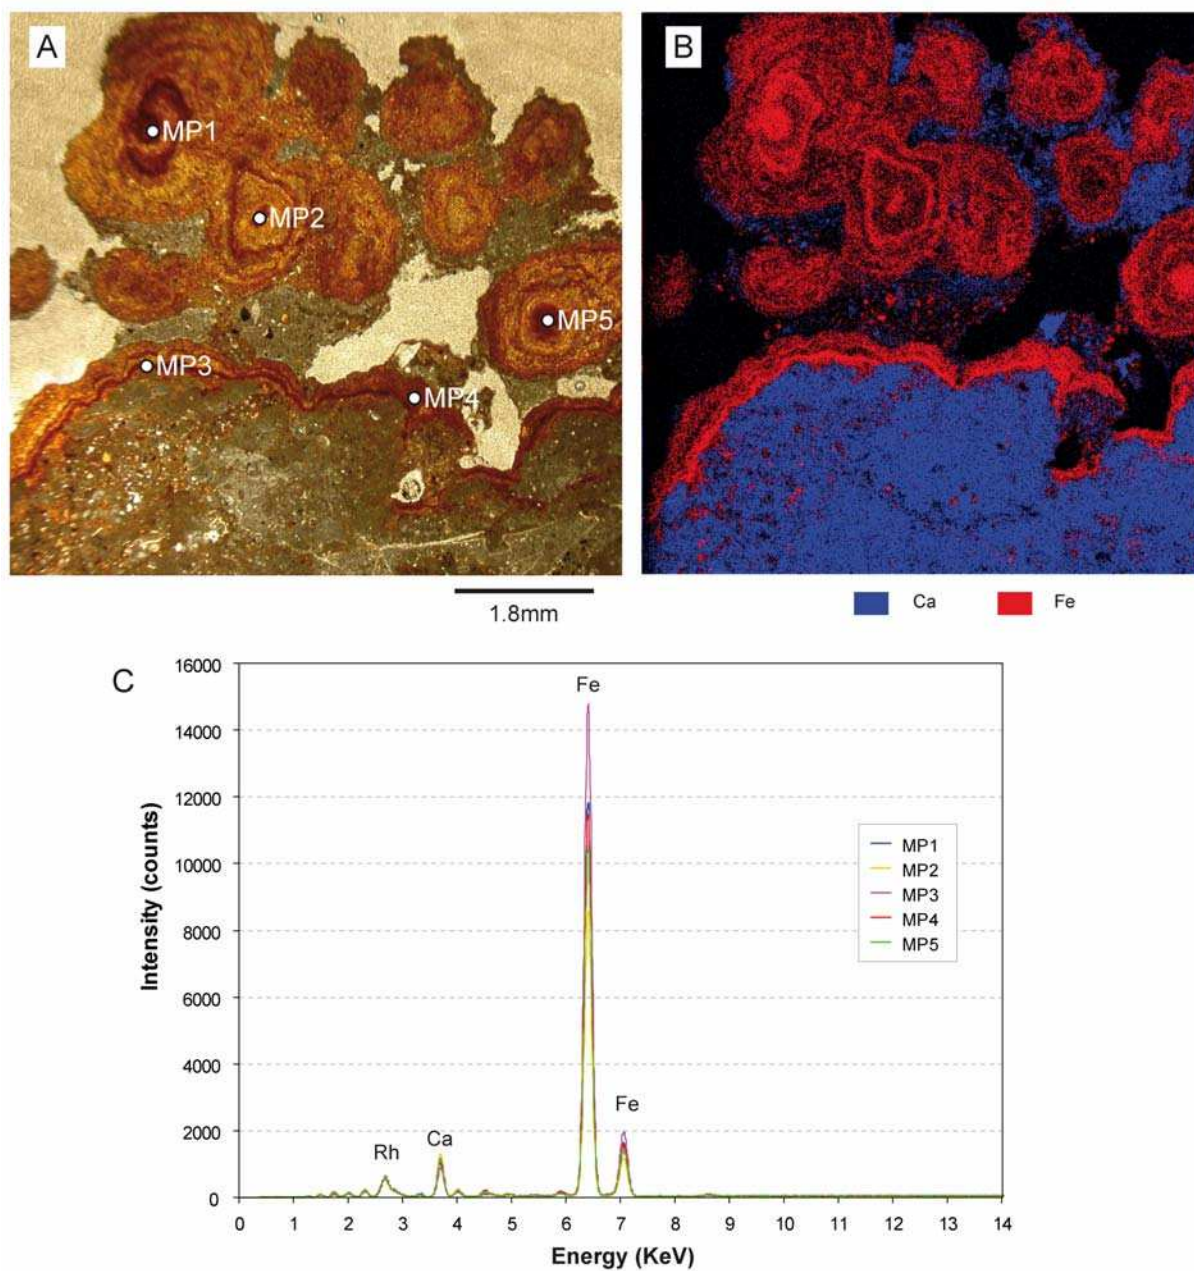 A
B
MP1
MP2
MP5
MP3
MP4
1.8mm
Ca
Fe
C
16000
14000
12000
10000
8000
6000
4000
2000
0
Intensity (counts)
Fe
Fe
Rh
Ca
MP1
MP2
MP3
MP4
MP5
0 1 2 3 4 5 6 7 8 9 10 11 12 13 14
Energy (KeV)